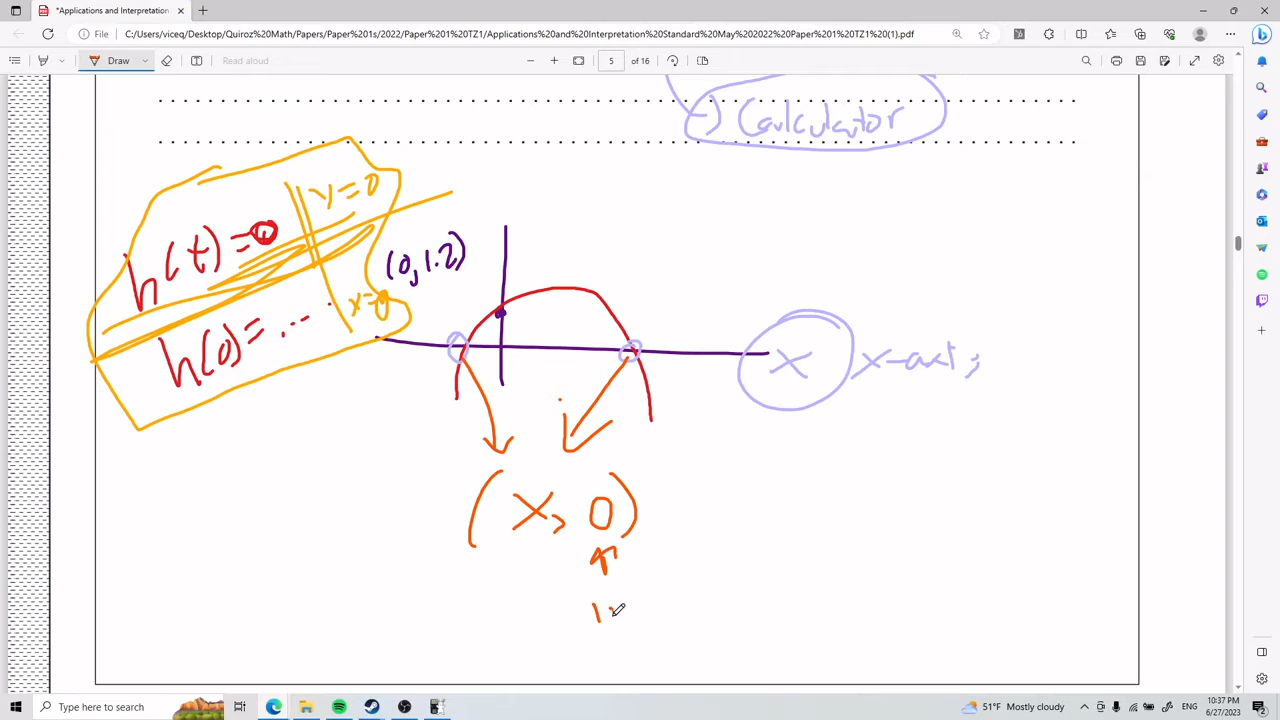 *Applications and Interpretation
File
C:/Users/viceq/Desktop/Quiroz%20Math/Papers/Paper%201s/2022/Paper%201%20TZ1/Applications%20and%20Interpretation%20Standard%20May%202022%20Paper%201%20TZ1%20(1).pdf
Draw
Read aloud
5 of 16
Calculator
y=0
h(t)=0
(0,1.2)
h(0)=...
X x-axis
(x, 0)
Type here to search
51°F Mostly cloudy
ENG
10:37 PM
6/27/2023